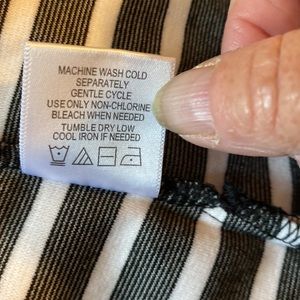 MACHINE WASH COLD
SEPARATELY
GENTLE CYCLE
USE ONLY NON-CHLORINE
BLEACH WHEN NEEDED
TUMBLE DRY LOW
COOL IRON IF NEEDED